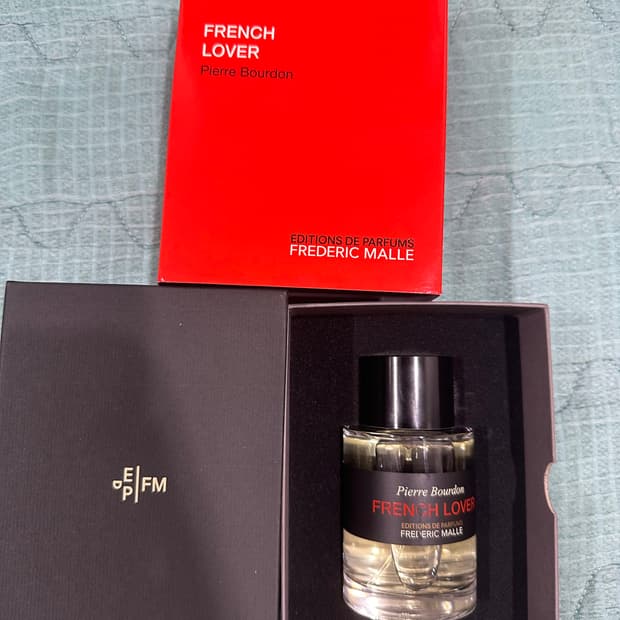 FRENCH
LOVER
Pierre Bourdon
EDITIONS DE PARFUMS
FREDERIC MALLE
EDP|FM
Pierre Bourdon
FRENCH LOVER
EDITIONS DE PARFUMS
FREDERIC MALLE